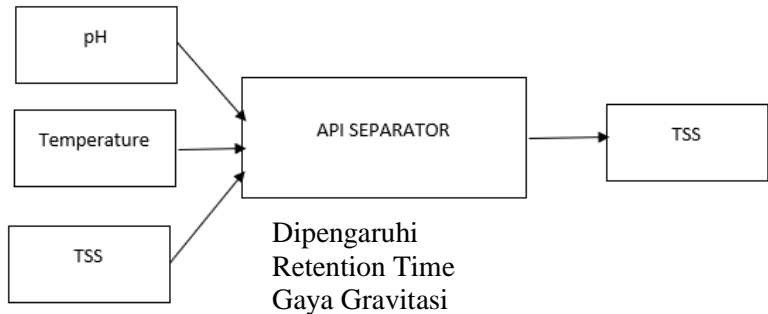 pH
Temperature
TSS
API SEPARATOR
TSS
Dipengaruhi
Retention Time
Gaya Gravitasi